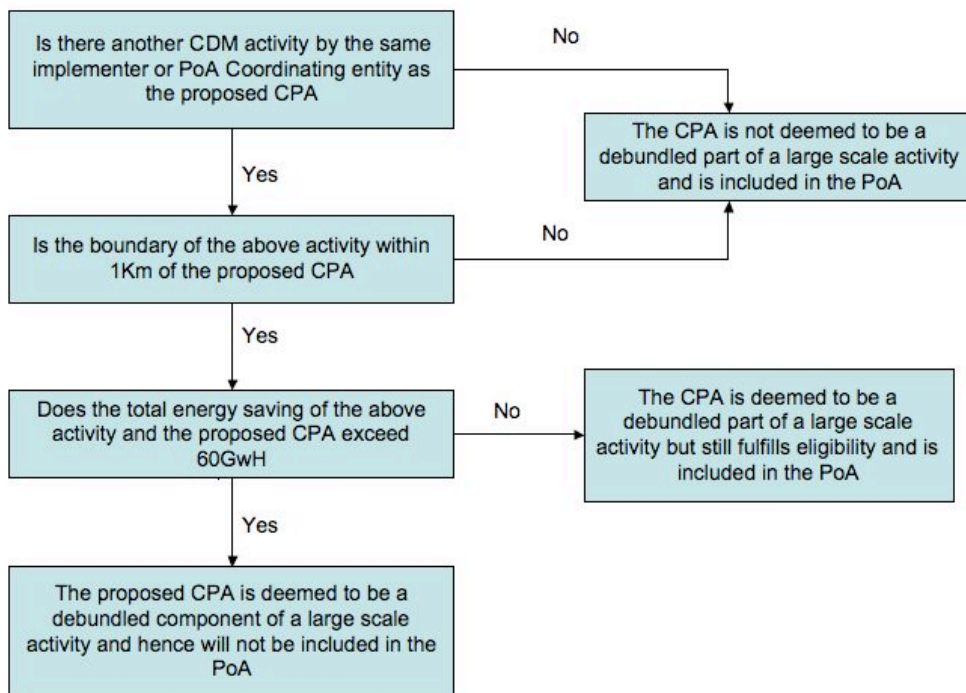 Is there another CDM activity by the same
implementer or PoA Coordinating entity as
the proposed CPA
No
The CPA is not deemed to be a
debundled part of a large scale activity
and is included in the PoA
Yes
Is the boundary of the above activity within
1Km of the proposed CPA
No
Yes
Does the total energy saving of the above
activity and the proposed CPA exceed
60GwH
No
The CPA is deemed to be a
debundled part of a large scale
activity but still fulfills eligibility and is
included in the PoA
Yes
The proposed CPA is deemed to be a
debundled component of a large scale
activity and hence will not be included in the
PoA